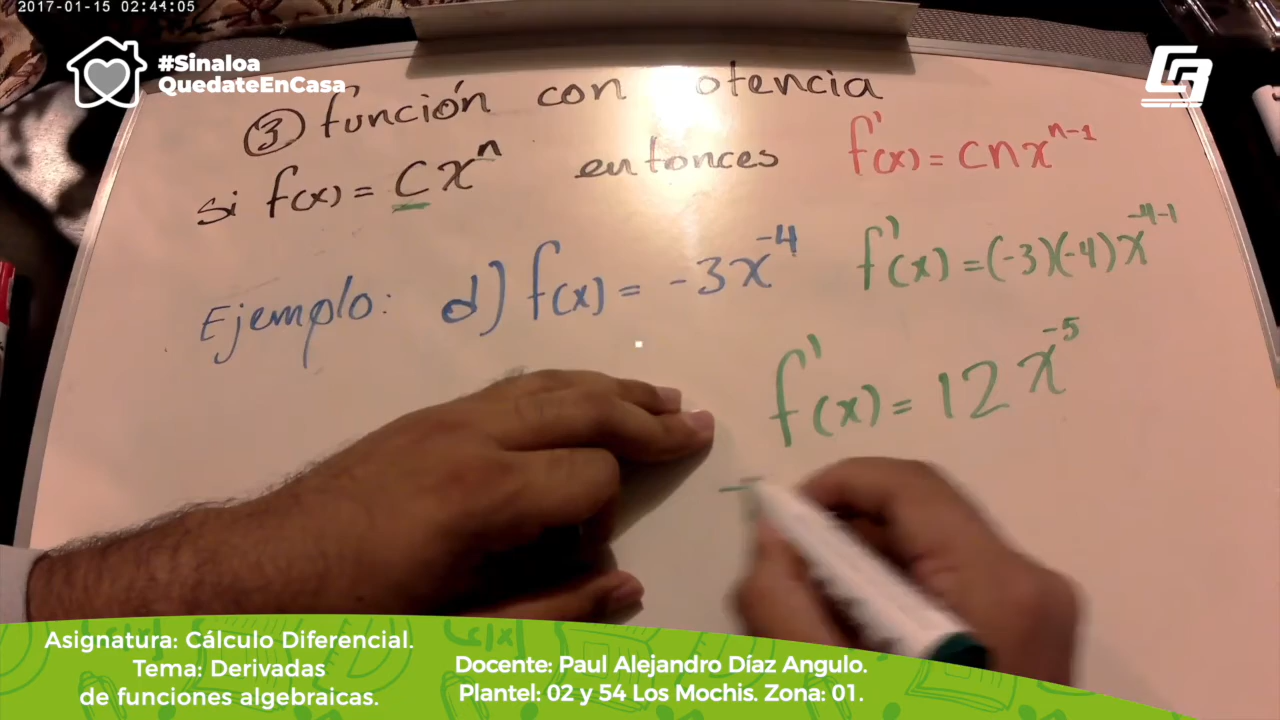 2017-01-15 02:44:05
#Sinaloa
QuedateEnCasa
CB
③ función con otencia
si f(x) = Cx^n entonces f'(x) = cnx^{n-1}
Ejemplo: d) f(x) = -3x^{-4} f'(x) = (-3)(-4)x^{-4-1}
f'(x) = 12x^{-5}
Asignatura: Cálculo Diferencial.
Tema: Derivadas
de funciones algebraicas.
Docente: Paul Alejandro Díaz Angulo.
Plantel: 02 y 54 Los Mochis. Zona: 01.